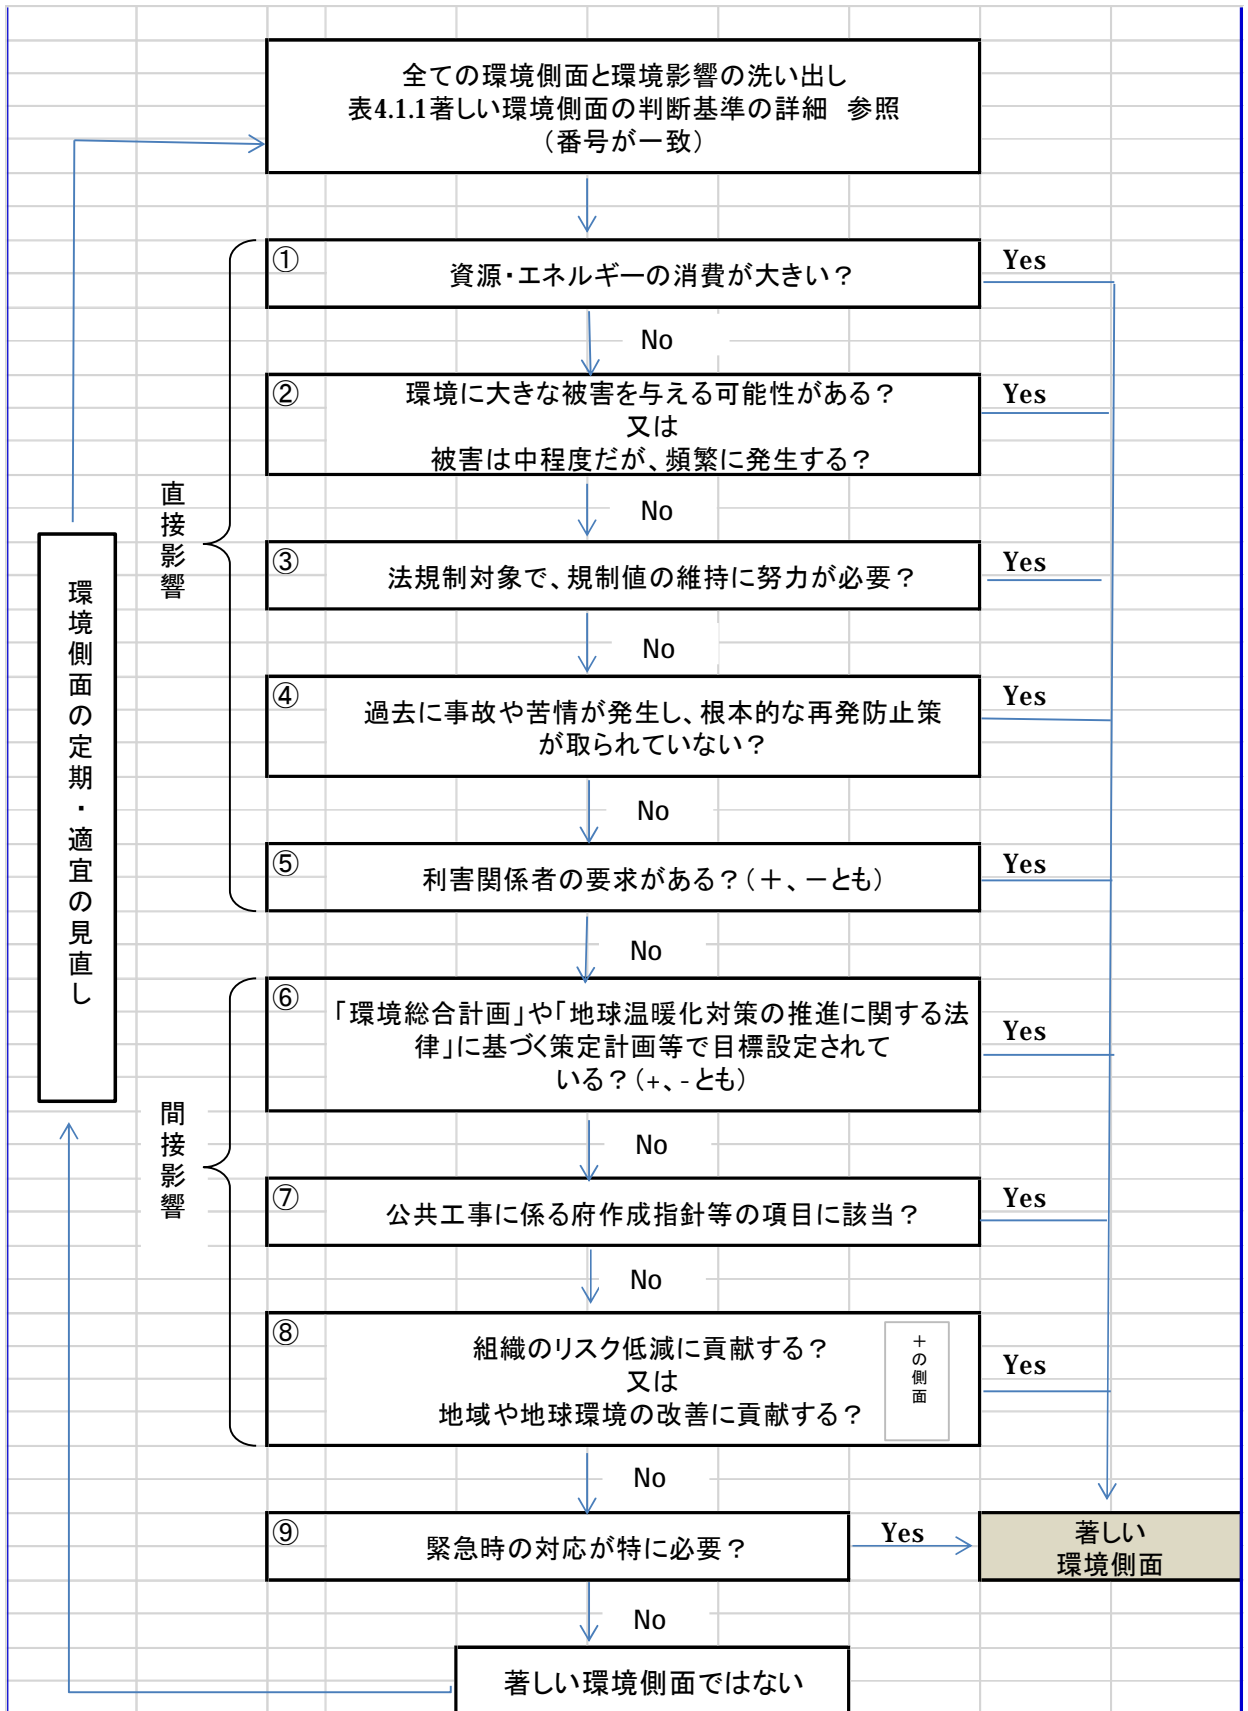 全ての環境側面と環境影響の洗い出し
表4.1.1著しい環境側面の判断基準の詳細 参照
(番号が一致)
①
資源・エネルギーの消費が大きい?
Yes
No
②
環境に大きな被害を与える可能性がある?
又は
被害は中程度だが、頻繁に発生する?
Yes
No
直接影響
③
法規制対象で、規制値の維持に努力が必要?
Yes
No
環境側面の定期・適宜の見直し
④
過去に事故や苦情が発生し、根本的な再発防止策
が取られていない?
Yes
No
⑤
利害関係者の要求がある?(+、-とも)
Yes
No
⑥
「環境総合計画」や「地球温暖化対策の推進に関する法
律」に基づく策定計画等で目標設定されて
いる?(+、-とも)
Yes
No
間接影響
⑦
公共工事に係る府作成指針等の項目に該当?
Yes
No
⑧
組織のリスク低減に貢献する?
又は
地域や地球環境の改善に貢献する?
+の側面
Yes
No
⑨
緊急時の対応が特に必要?
Yes
著しい
環境側面
No
著しい環境側面ではない